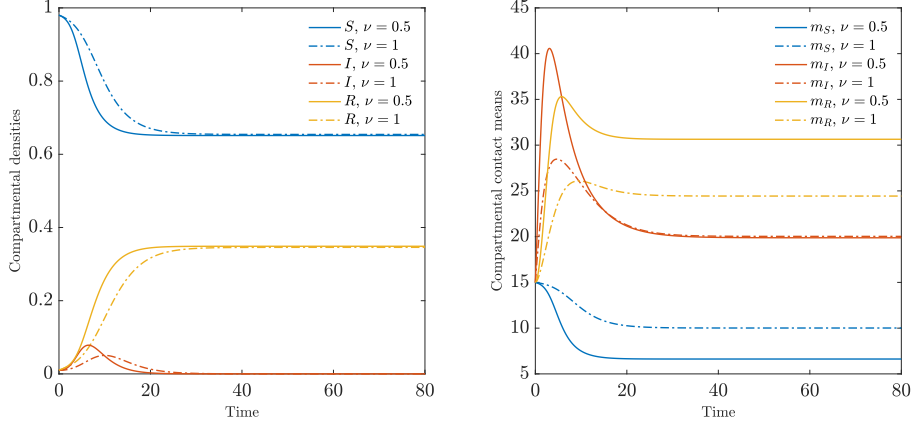 1
0.8
0.6
0.4
0.2
0
0
20
40
60
80
Time
Compartmental densities
S, ν = 0.5
S, ν = 1
I, ν = 0.5
I, ν = 1
R, ν = 0.5
R, ν = 1
45
40
35
30
25
20
15
10
5
0
20
40
60
80
Time
Compartmental contact means
m_S, ν = 0.5
m_S, ν = 1
m_I, ν = 0.5
m_I, ν = 1
m_R, ν = 0.5
m_R, ν = 1